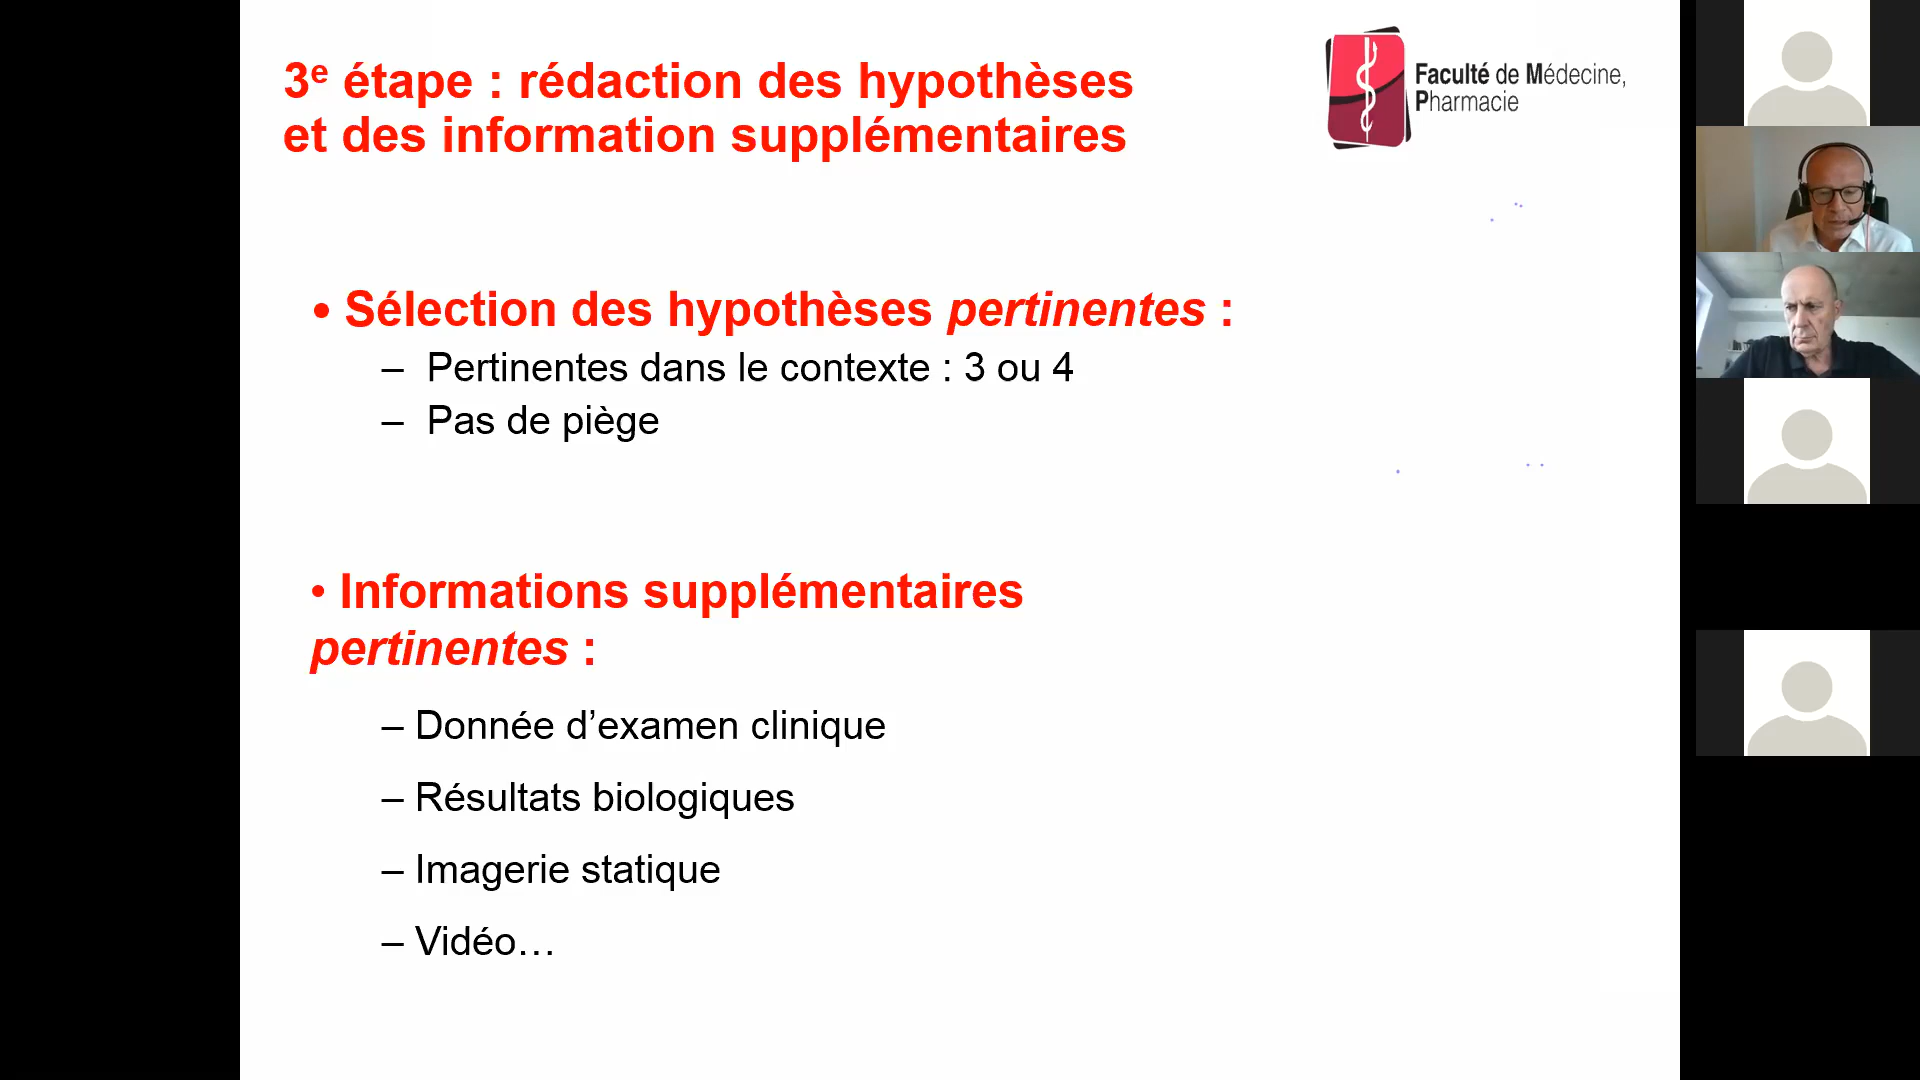 3e étape : rédaction des hypothèses
et des information supplémentaires
Faculté de Médecine,
Pharmacie
• Sélection des hypothèses pertinentes :
– Pertinentes dans le contexte : 3 ou 4
– Pas de piège
• Informations supplémentaires
pertinentes :
– Donnée d’examen clinique
– Résultats biologiques
– Imagerie statique
– Vidéo…